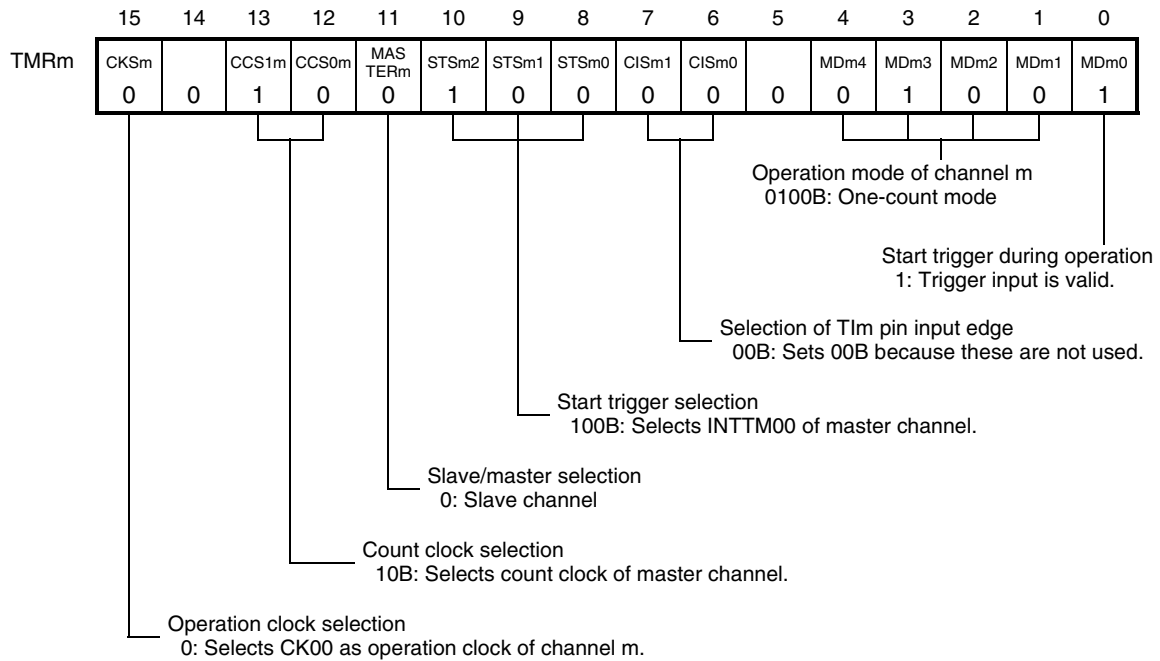 15 14 13 12 11 10 9 8 7 6 5 4 3 2 1 0
TMRm CKSm CCS1m CCS0m MAS TERm STSm2 STSm1 STSm0 CISm1 CISm0 MDm4 MDm3 MDm2 MDm1 MDm0
0 0 1 0 0 1 0 0 0 0 0 0 1 0 0 1
Operation mode of channel m
0100B: One-count mode
Start trigger during operation
1: Trigger input is valid.
Selection of TIm pin input edge
00B: Sets 00B because these are not used.
Start trigger selection
100B: Selects INTTM00 of master channel.
Slave/master selection
0: Slave channel
Count clock selection
10B: Selects count clock of master channel.
Operation clock selection
0: Selects CK00 as operation clock of channel m.